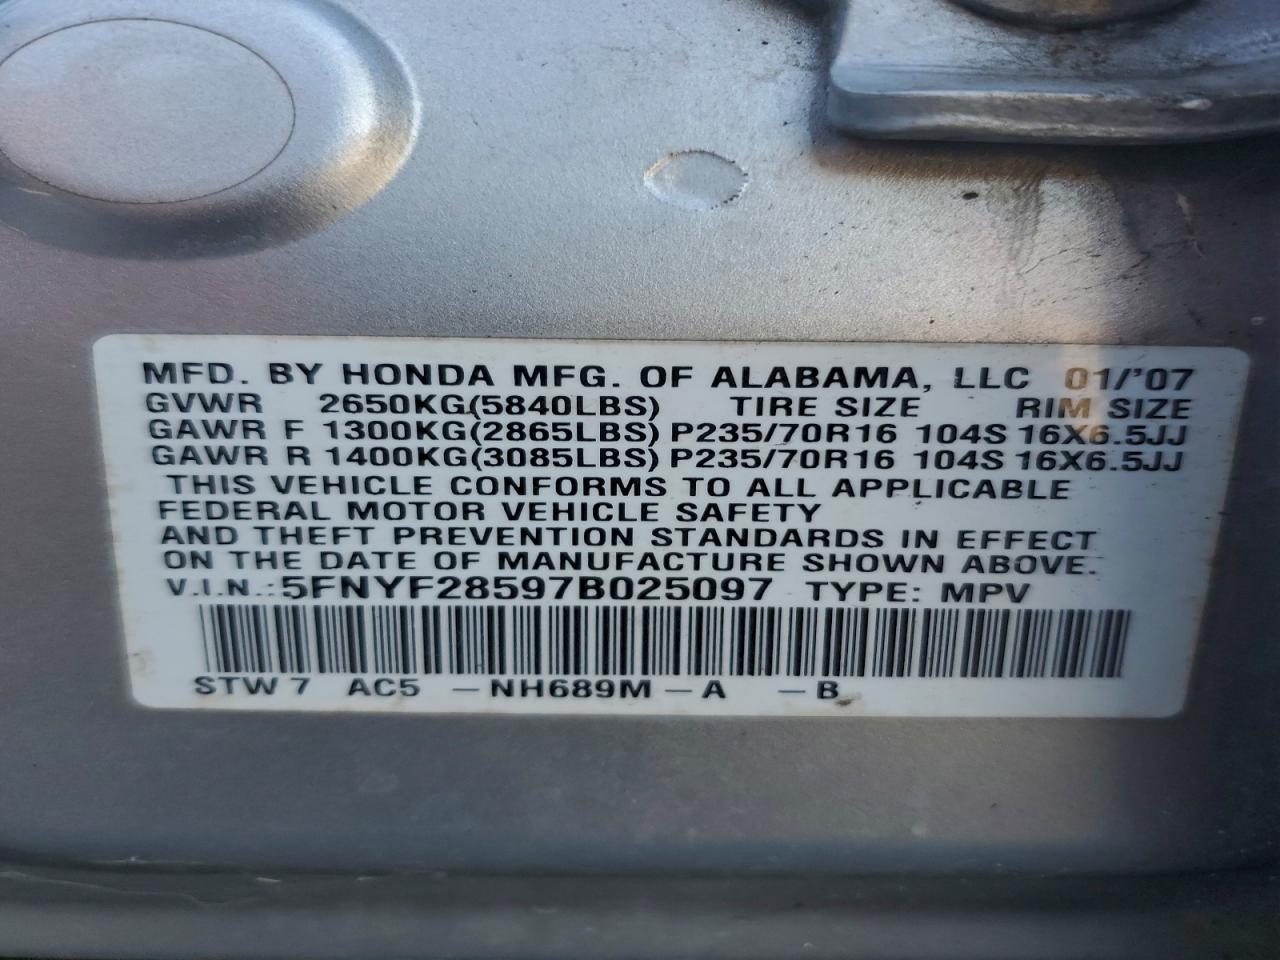 MFD. BY HONDA MFG. OF ALABAMA, LLC 01/'07
GVWR 2650KG(5840LBS) TIRE SIZE RIM SIZE
GAWR F 1300KG(2865LBS) P235/70R16 104S 16X6.5JJ
GAWR R 1400KG(3085LBS) P235/70R16 104S 16X6.5JJ
THIS VEHICLE CONFORMS TO ALL APPLICABLE
FEDERAL MOTOR VEHICLE SAFETY
AND THEFT PREVENTION STANDARDS IN EFFECT
ON THE DATE OF MANUFACTURE SHOWN ABOVE.
V.I.N.:5FNYF28597B025097 TYPE: MPV
STW7 AC5 -NH689M-A -B